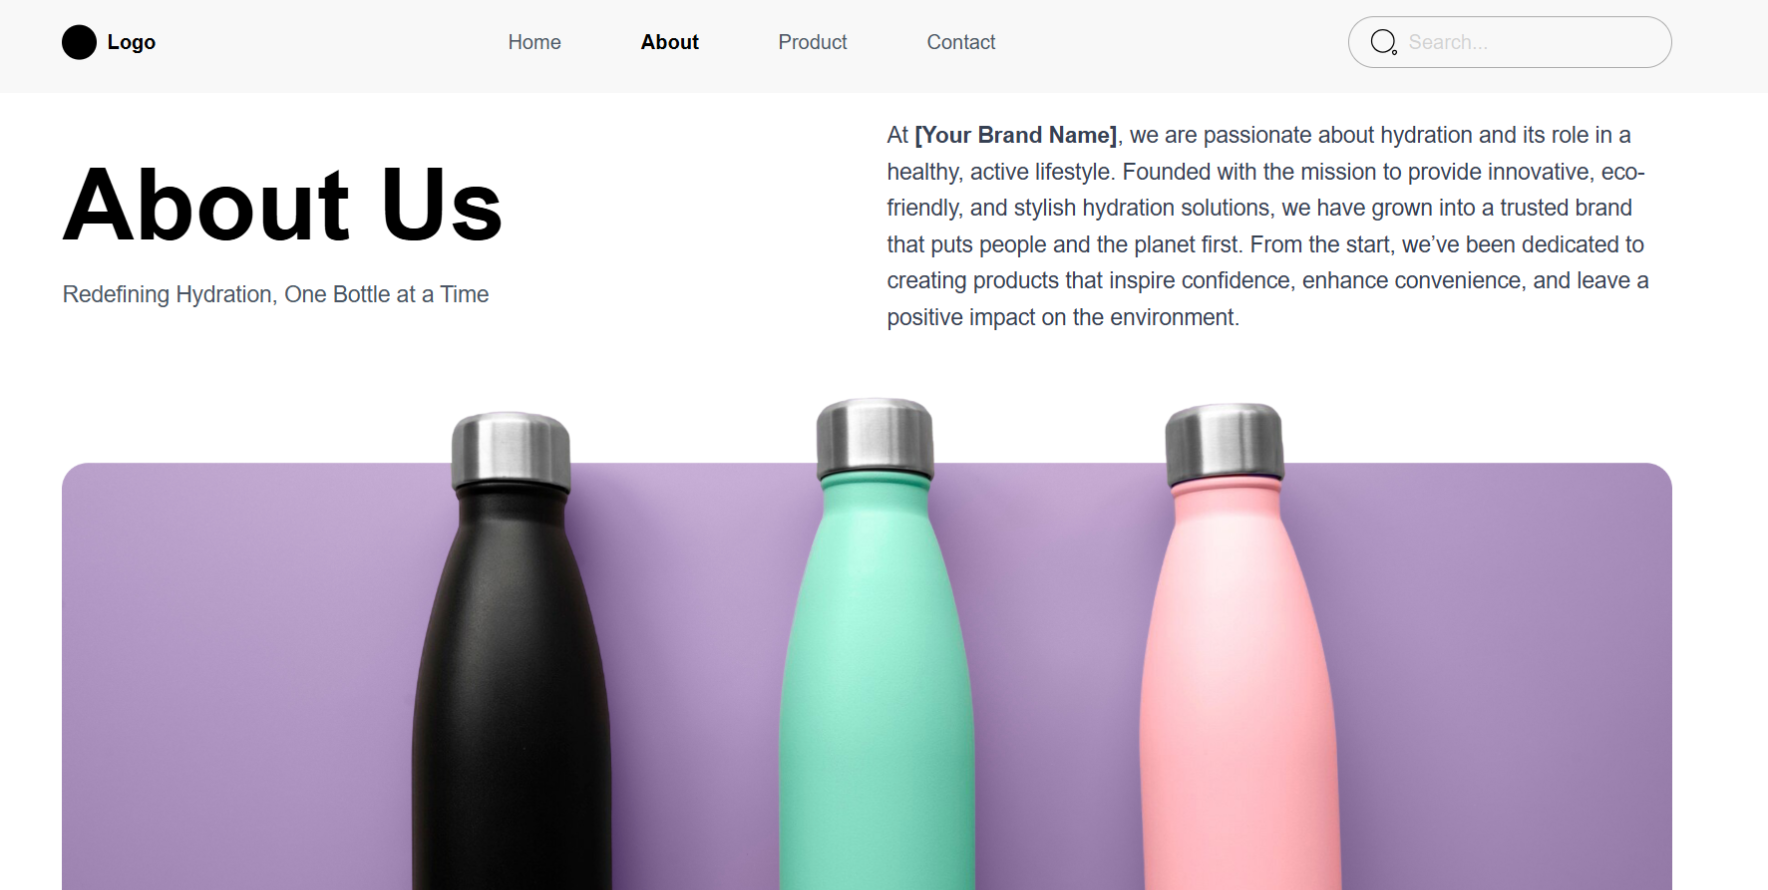 Logo
Home
About
Product
Contact
Search...
About Us
Redefining Hydration, One Bottle at a Time
At [Your Brand Name], we are passionate about hydration and its role in a
healthy, active lifestyle. Founded with the mission to provide innovative, eco-
friendly, and stylish hydration solutions, we have grown into a trusted brand
that puts people and the planet first. From the start, we’ve been dedicated to
creating products that inspire confidence, enhance convenience, and leave a
positive impact on the environment.